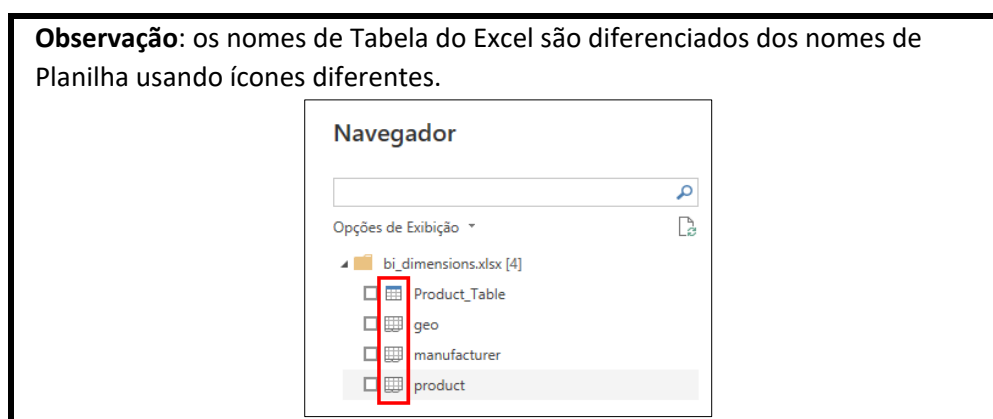 Observação: os nomes de Tabela do Excel são diferenciados dos nomes de
Planilha usando ícones diferentes.
Navegador
Opções de Exibição
bi_dimensions.xlsx [4]
Product_Table
geo
manufacturer
product